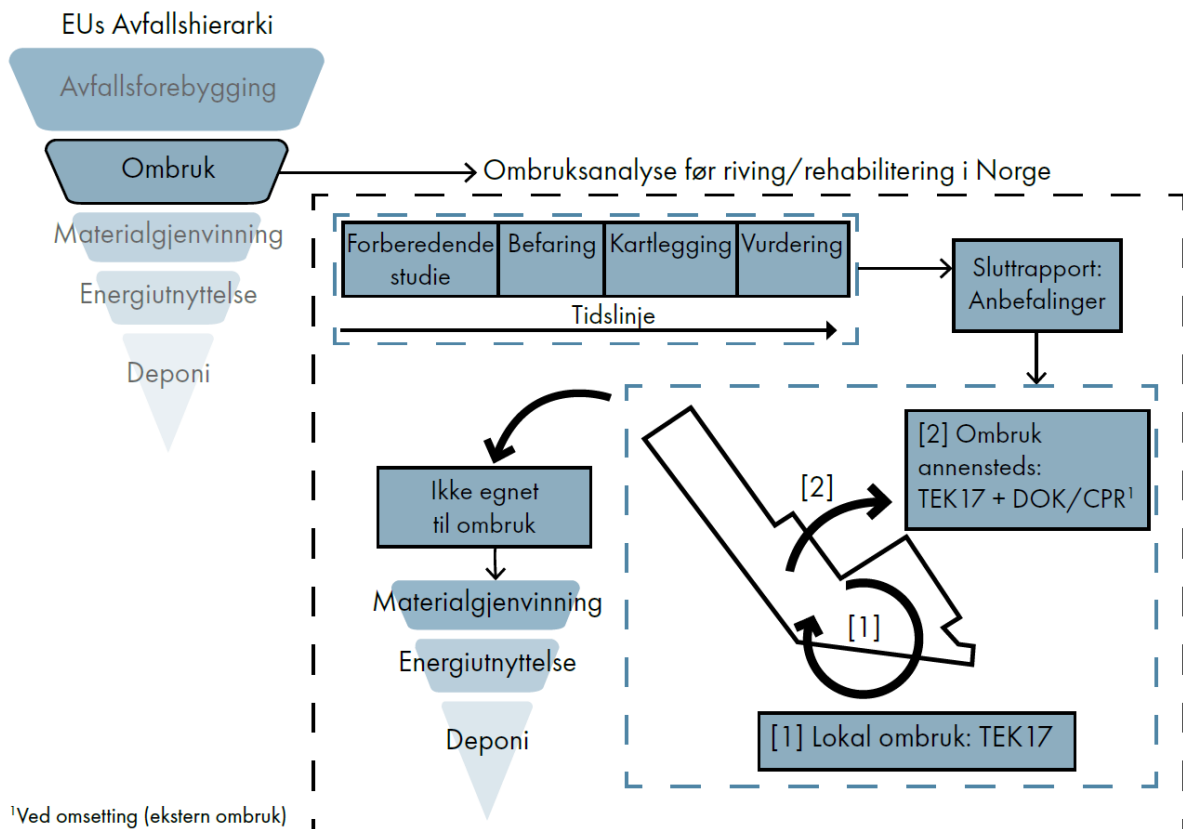 EUs Avfallshierarki
Avfallsforebygging
Ombruk
Materialgjenvinning
Energiutnyttelse
Deponi
Ombruksanalyse før riving/rehabilitering i Norge
Forberedende
studie
Befaring
Kartlegging
Vurdering
Tidslinje
Sluttrapport:
Anbefalinger
[2] Ombruk
annensteds:
TEK17 + DOK/CPR¹
[2]
[1]
[1] Lokal ombruk: TEK17
Ikke egnet
til ombruk
Materialgjenvinning
Energiutnyttelse
Deponi
¹Ved omsetting (ekstern ombruk)